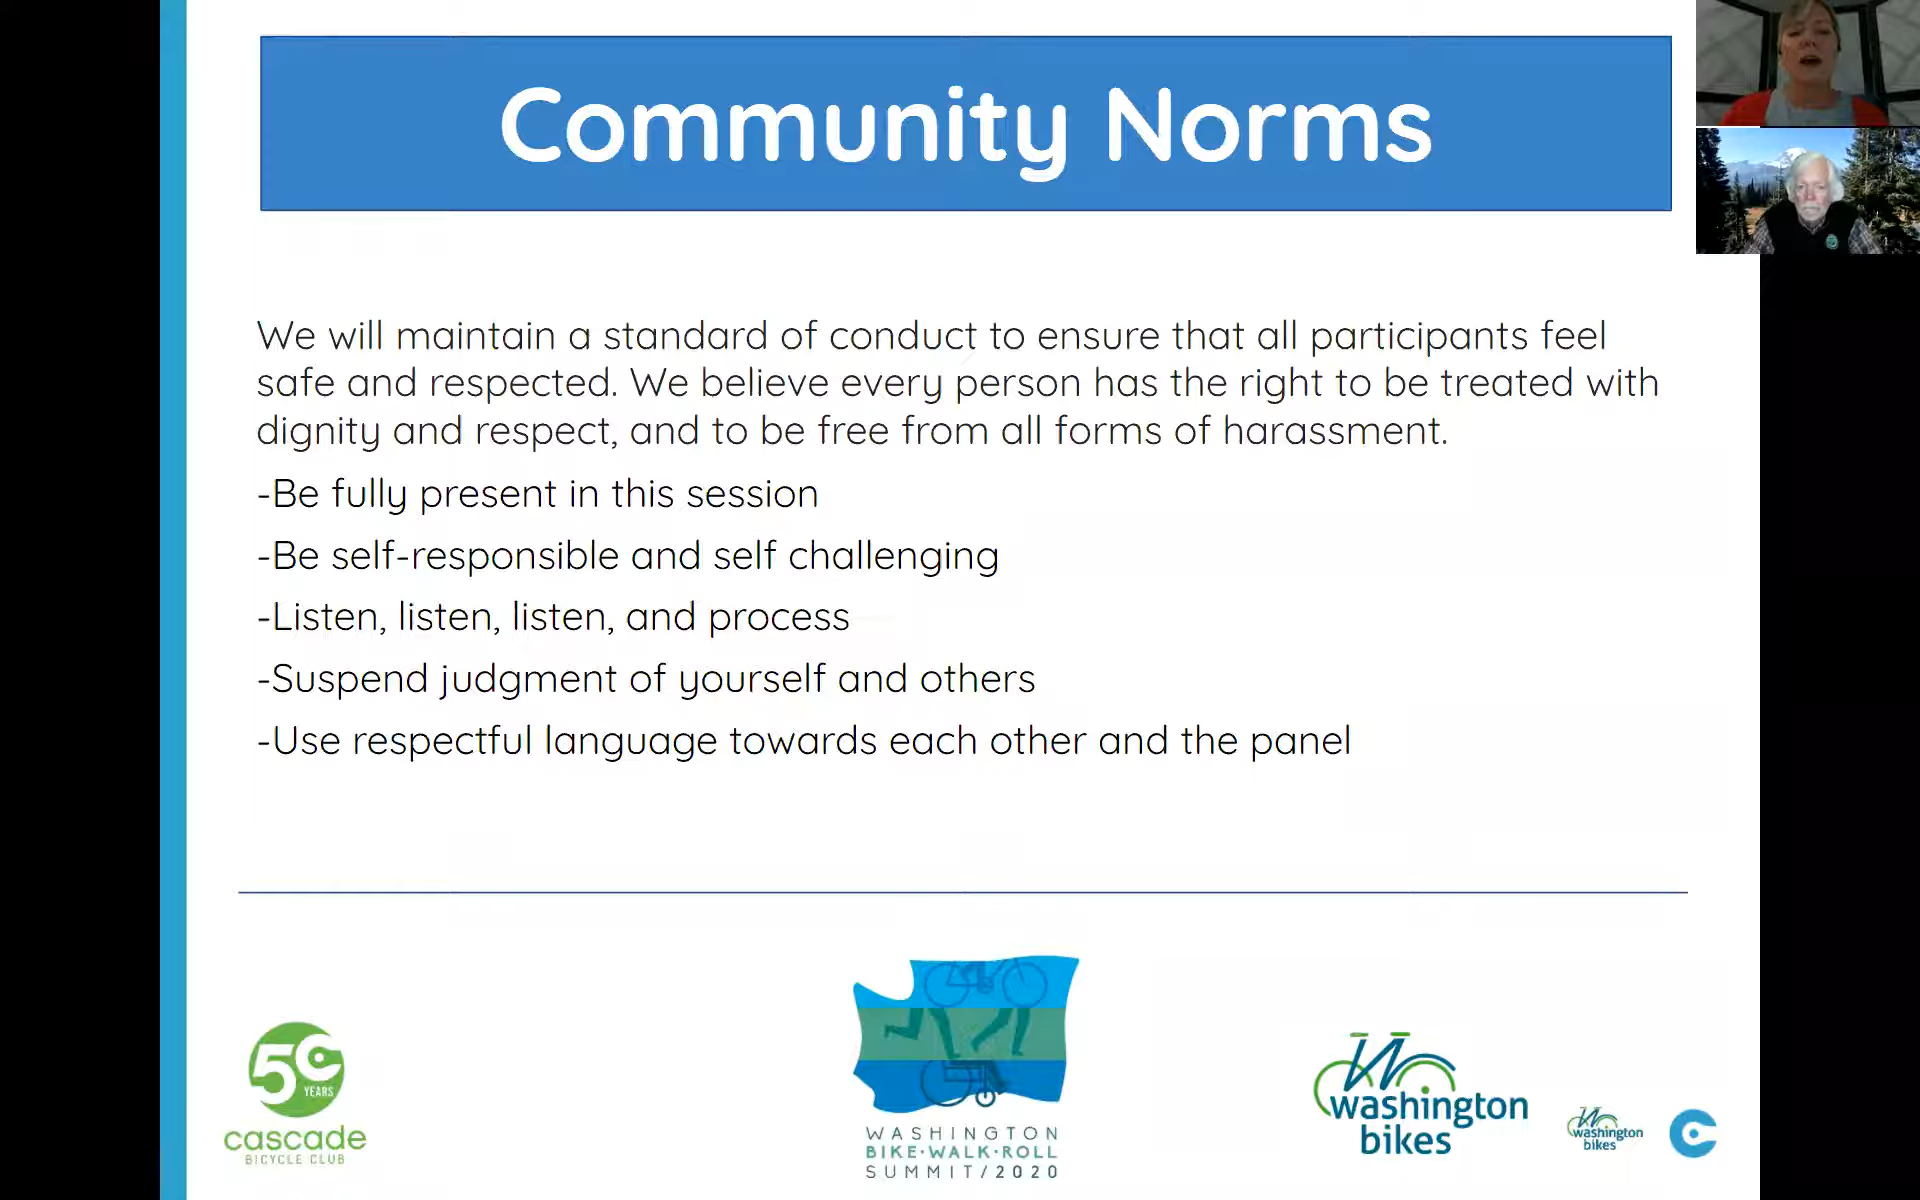 Community Norms
We will maintain a standard of conduct to ensure that all participants feel
safe and respected. We believe every person has the right to be treated with
dignity and respect, and to be free from all forms of harassment.
-Be fully present in this session
-Be self-responsible and self challenging
-Listen, listen, listen, and process
-Suspend judgment of yourself and others
-Use respectful language towards each other and the panel
50
YEARS
cascade
BICYCLE CLUB
WASHINGTON
BIKE·WALK·ROLL
SUMMIT/2020
washington
bikes
washington
bikes